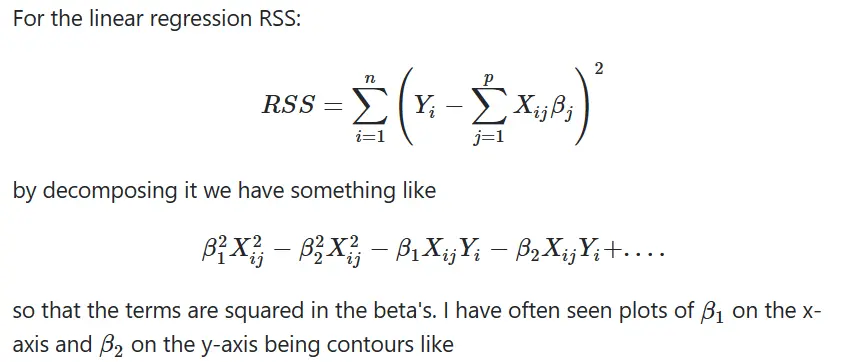 For the linear regression RSS:
$$RSS = \sum_{i=1}^{n} \left( Y_i - \sum_{j=1}^{p} X_{ij}\beta_j \right)^2$$
by decomposing it we have something like
$$\beta_1^2 X_{ij}^2 - \beta_2^2 X_{ij}^2 - \beta_1 X_{ij} Y_i - \beta_2 X_{ij} Y_i + \ldots.$$
so that the terms are squared in the beta's. I have often seen plots of $\beta_1$ on the x-
axis and $\beta_2$ on the y-axis being contours like